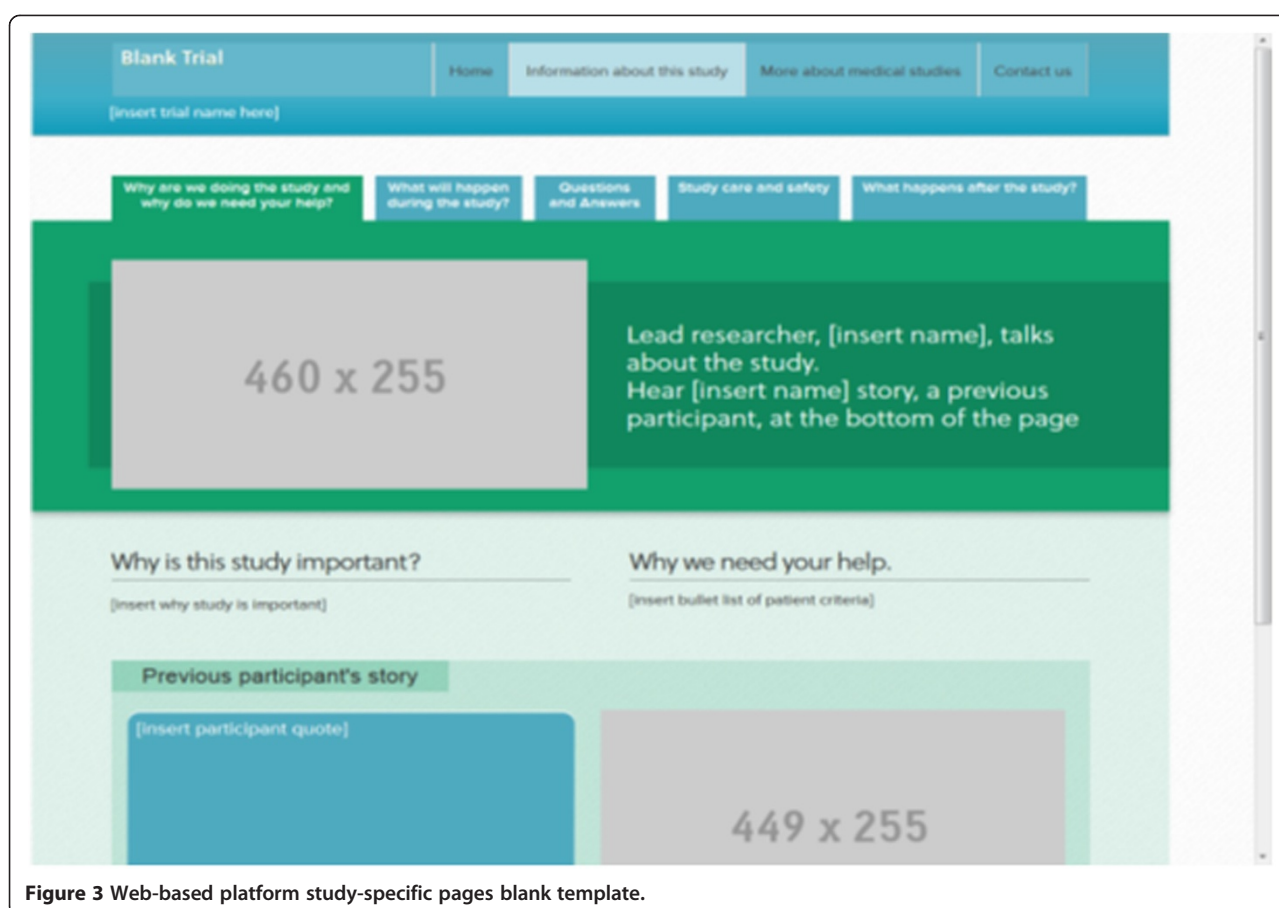 Blank Trial
Home
Information about this study
More about medical studies
Contact us
[insert trial name here]
Why are we doing the study and
why do we need your help?
What will happen
during the study?
Questions
and Answers
Study care and safety
What happens after the study?
460 x 255
Lead researcher, [insert name], talks
about the study.
Hear [insert name] story, a previous
participant, at the bottom of the page
Why is this study important?
[insert why study is important]
Why we need your help.
[insert bullet list of patient criteria]
Previous participant's story
[insert participant quote]
449 x 255
Figure 3 Web-based platform study-specific pages blank template.